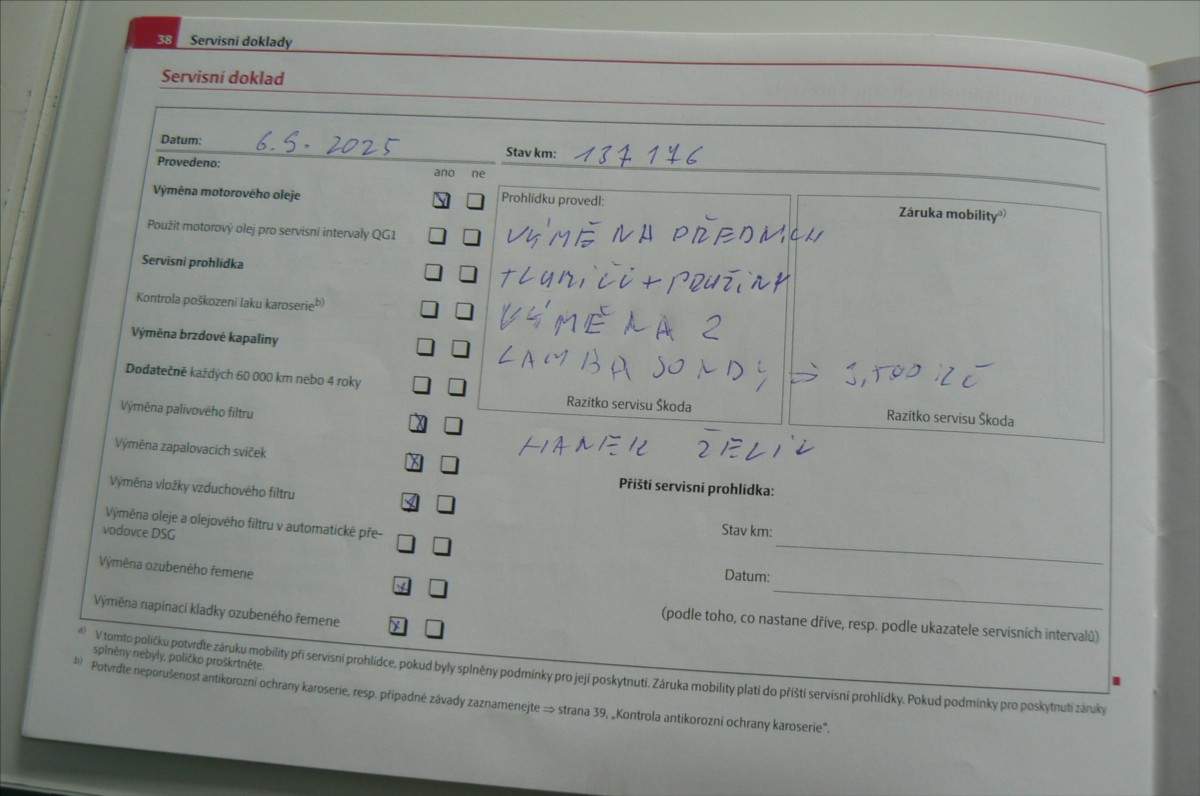 38 Servisní doklady
Servisní doklad
Datum: 6.5. 2025 Stav km: 137 176
Provedeno: ano ne
Výměna motorového oleje
Použit motorový olej pro servisní intervaly QG1
Servisní prohlídka
Kontrola poškození laku karoserie b)
Výměna brzdové kapaliny
Dodatečně každých 60 000 km nebo 4 roky
Výměna palivového filtru
Výměna zapalovacích svíček
Výměna vložky vzduchového filtru
Výměna oleje a olejového filtru v automatické pře-
vodovce DSG
Výměna ozubeného řemene
Výměna napínací kladky ozubeného řemene
Prohlídku provedl:
VÝMĚNA PŘEDNÍCH
TLUMIČŮ + PRUŽINY
VÝMĚNA 2
LAMBA SONDY => 3,500 Kč
Razítko servisu Škoda
Záruka mobility a)
Razítko servisu Škoda
HANEK
Příští servisní prohlídka:
Stav km:
Datum:
(podle toho, co nastane dříve, resp. podle ukazatele servisních intervalů)
a) V tomto políčku potvrďte záruku mobility při servisní prohlídce, pokud byly splněny podmínky pro její poskytnutí. Záruka mobility platí do příští servisní prohlídky. Pokud podmínky pro poskytnutí záruky
splněny nebyly, políčko proškrtněte.
b) Potvrďte neporušenost antikorozní ochrany karoserie, resp. případné závady zaznamenejte ⇒ strana 39, „Kontrola antikorozní ochrany karoserie“.